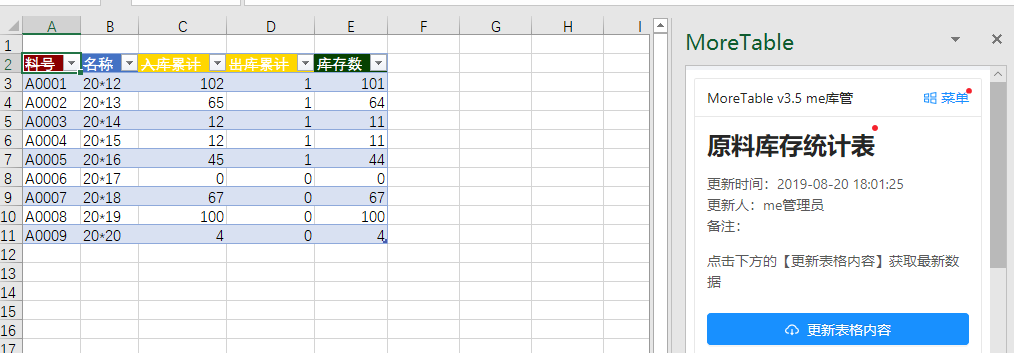 A B C D E F G H I
1
2 料号 名称 入库累计 出库累计 库存数
3 A0001 20*12 102 1 101
4 A0002 20*13 65 1 64
5 A0003 20*14 12 1 11
6 A0004 20*15 12 1 11
7 A0005 20*16 45 1 44
8 A0006 20*17 0 0 0
9 A0007 20*18 67 0 67
10 A0008 20*19 100 0 100
11 A0009 20*20 4 0 4
12
13
14
15
16
17
MoreTable
MoreTable v3.5 me库管 菜单
原料库存统计表
更新时间：2019-08-20 18:01:25
更新人：me管理员
备注：
点击下方的【更新表格内容】获取最新数
据
更新表格内容